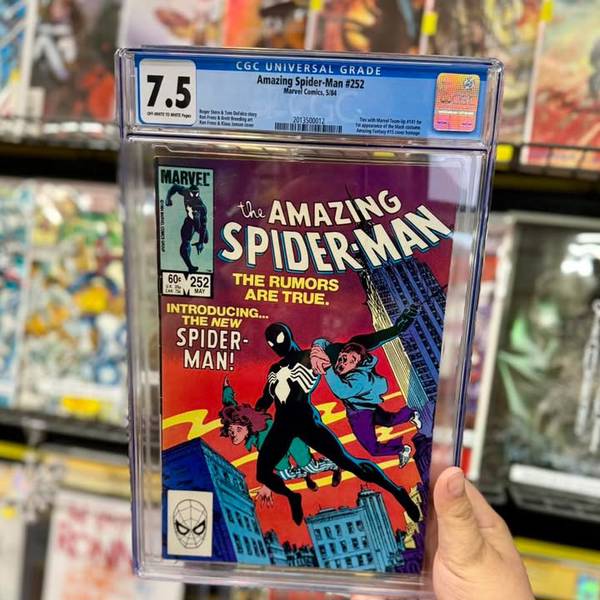 CGC UNIVERSAL GRADE
7.5
OFF-WHITE TO WHITE Pages
Amazing Spider-Man #252
Marvel Comics, 5/84
Roger Stern & Tom DeFalco story
Ron Frenz & Brett Breeding art
Ron Frenz & Klaus Janson cover
2013500012
Ties with Marvel Team-Up #141 for
1st appearance of the black costume.
Amazing Fantasy #15 cover homage
MARVEL
60¢
252
MAY
the AMAZING
SPIDER-MAN
THE RUMORS
ARE TRUE.
INTRODUCING...
THE NEW
SPIDER-
MAN!